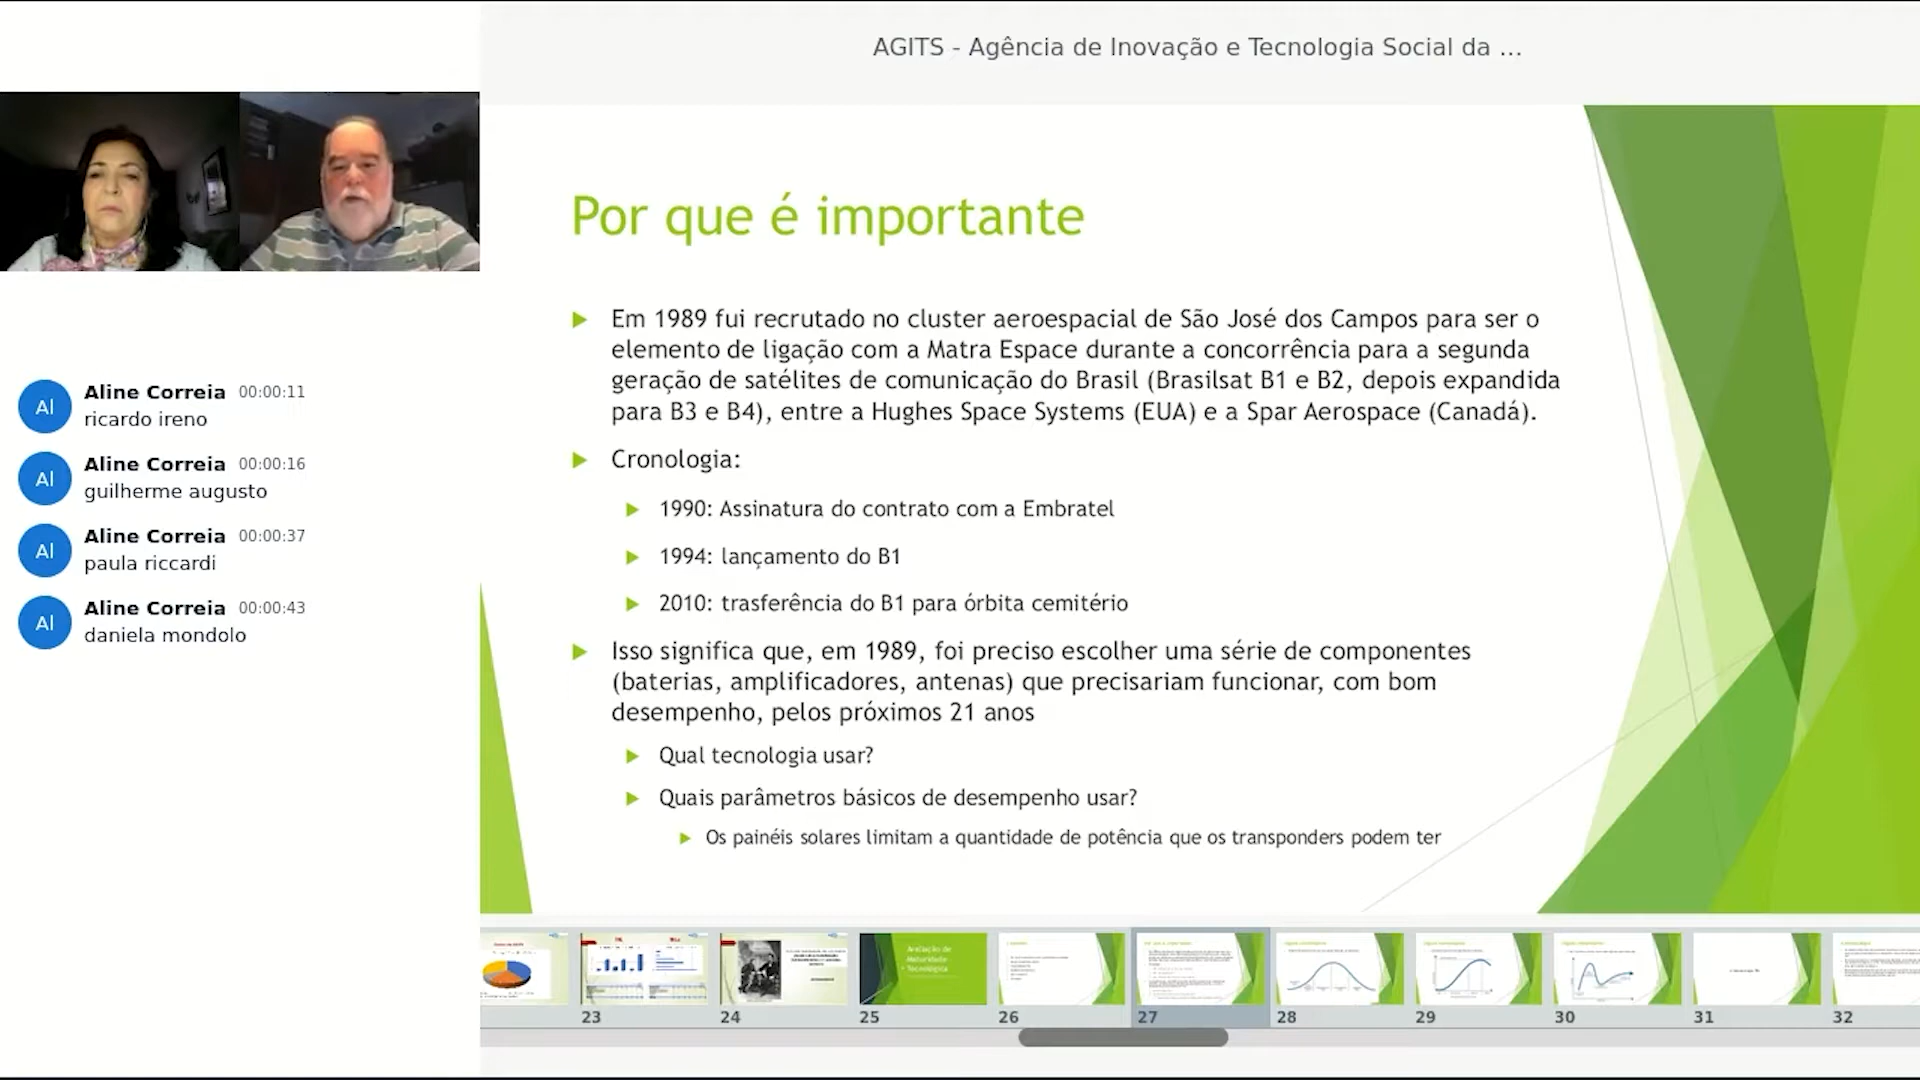 AGITS - Agência de Inovação e Tecnologia Social da ...
Al
Aline Correia 00:00:11
ricardo ireno
Al
Aline Correia 00:00:16
guilherme augusto
Al
Aline Correia 00:00:37
paula riccardi
Al
Aline Correia 00:00:43
daniela mondolo
Por que é importante
Em 1989 fui recrutado no cluster aeroespacial de São José dos Campos para ser o
elemento de ligação com a Matra Espace durante a concorrência para a segunda
geração de satélites de comunicação do Brasil (Brasilsat B1 e B2, depois expandida
para B3 e B4), entre a Hughes Space Systems (EUA) e a Spar Aerospace (Canadá).
Cronologia:
1990: Assinatura do contrato com a Embratel
1994: lançamento do B1
2010: trasferência do B1 para órbita cemitério
Isso significa que, em 1989, foi preciso escolher uma série de componentes
(baterias, amplificadores, antenas) que precisariam funcionar, com bom
desempenho, pelos próximos 21 anos
Qual tecnologia usar?
Quais parâmetros básicos de desempenho usar?
Os painéis solares limitam a quantidade de potência que os transponders podem ter
Avaliação de
Maturidade
Tecnológica
23
24
25
26
27
28
29
30
31
32